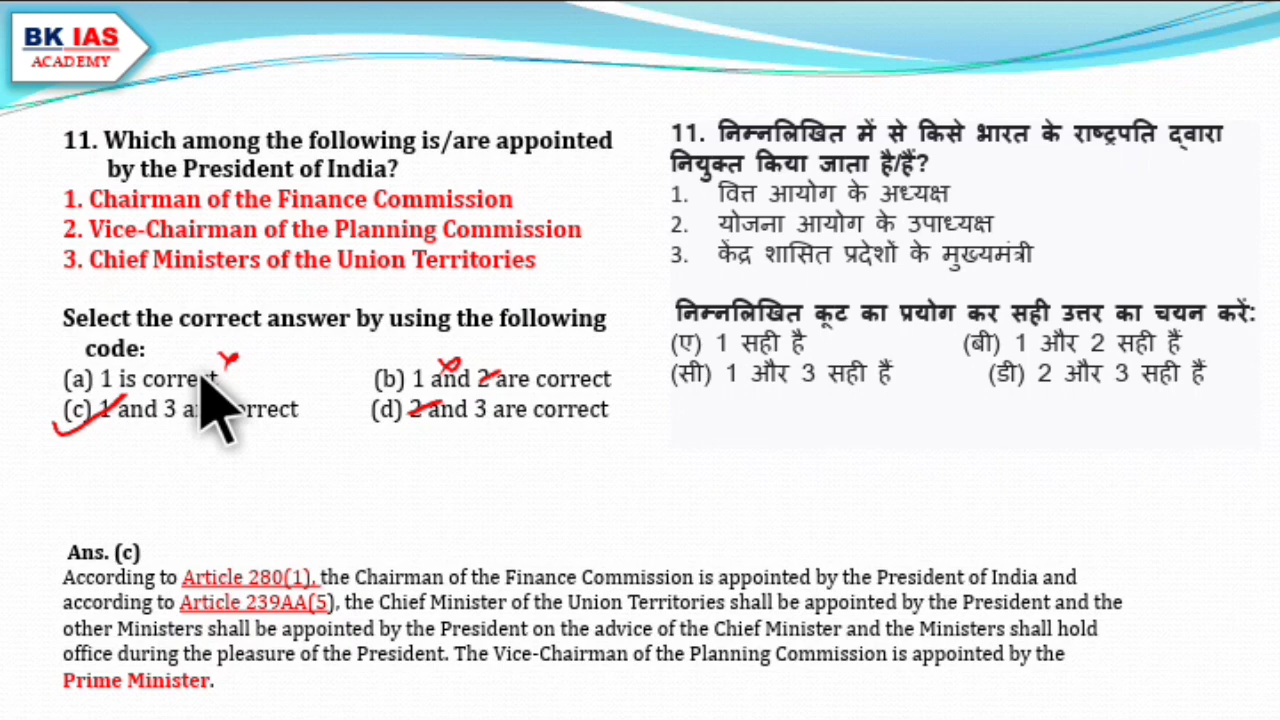 BK IAS
ACADEMY
11. Which among the following is/are appointed
by the President of India?
1. Chairman of the Finance Commission
2. Vice-Chairman of the Planning Commission
3. Chief Ministers of the Union Territories
Select the correct answer by using the following
code:
(a) 1 is correct
(b) 1 and 2 are correct
(c) 1 and 3 a orrect
(d) 2 and 3 are correct
11. निम्नलिखित में से किसे भारत के राष्ट्रपति द्वारा
नियुक्त किया जाता है/हैं?
1. वित्त आयोग के अध्यक्ष
2. योजना आयोग के उपाध्यक्ष
3. केंद्र शासित प्रदेशों के मुख्यमंत्री
निम्नलिखित कूट का प्रयोग कर सही उत्तर का चयन करें:
(ए) 1 सही है
(बी) 1 और 2 सही हैं
(सी) 1 और 3 सही हैं
(डी) 2 और 3 सही हैं
Ans. (c)
According to Article 280(1), the Chairman of the Finance Commission is appointed by the President of India and
according to Article 239AA(5), the Chief Minister of the Union Territories shall be appointed by the President and the
other Ministers shall be appointed by the President on the advice of the Chief Minister and the Ministers shall hold
office during the pleasure of the President. The Vice-Chairman of the Planning Commission is appointed by the
Prime Minister.